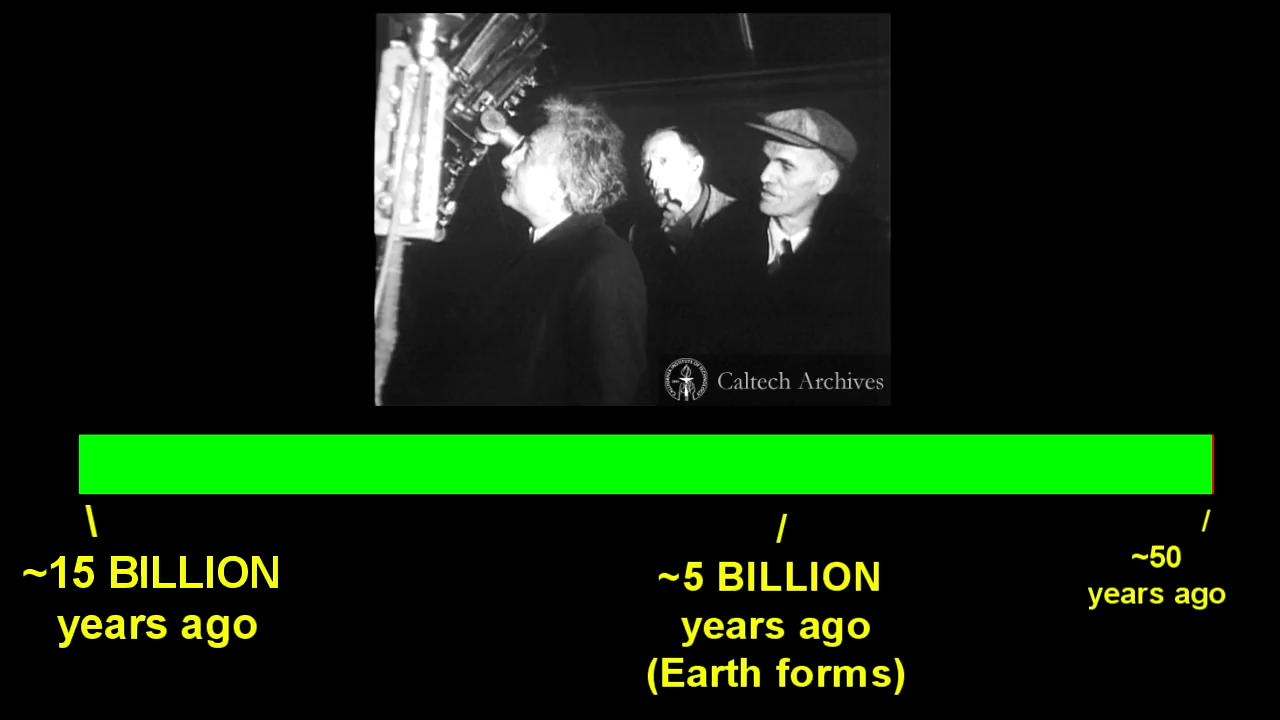 Caltech Archives
\
~15 BILLION
years ago
/
~5 BILLION
years ago
(Earth forms)
/
~50
years ago